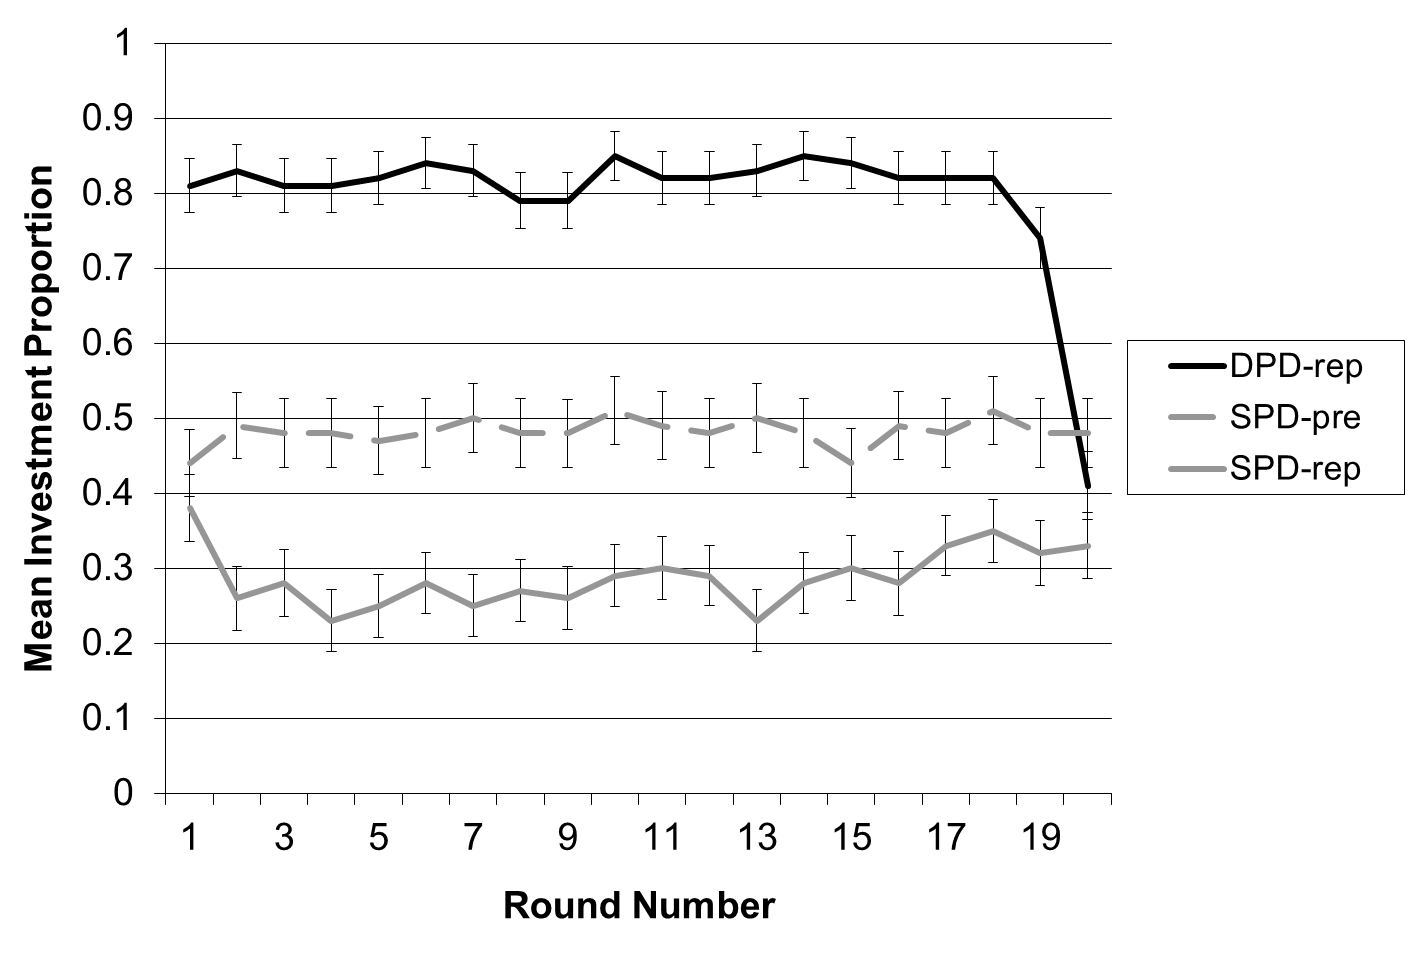 1
0.9
0.8
0.7
0.6
0.5
0.4
0.3
0.2
0.1
0
Mean Investment Proportion
1 3 5 7 9 11 13 15 17 19
Round Number
DPD-rep
SPD-pre
SPD-rep